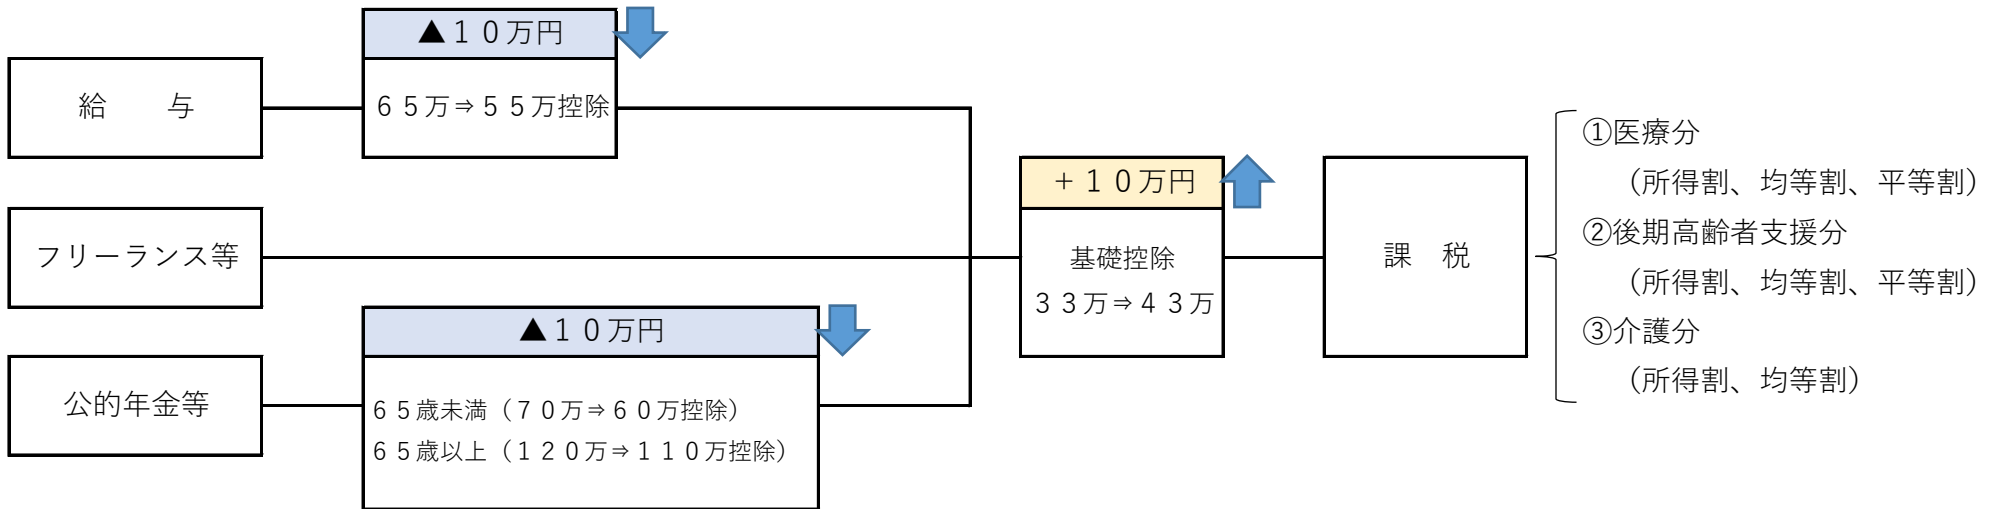 ▲１０万円
給　与
６５万⇒５５万控除
フリーランス等
▲１０万円
公的年金等
６５歳未満（７０万⇒６０万控除）
６５歳以上（１２０万⇒１１０万控除）
＋１０万円
基礎控除
３３万⇒４３万
課　税
①医療分
（所得割、均等割、平等割）
②後期高齢者支援分
（所得割、均等割、平等割）
③介護分
（所得割、均等割）